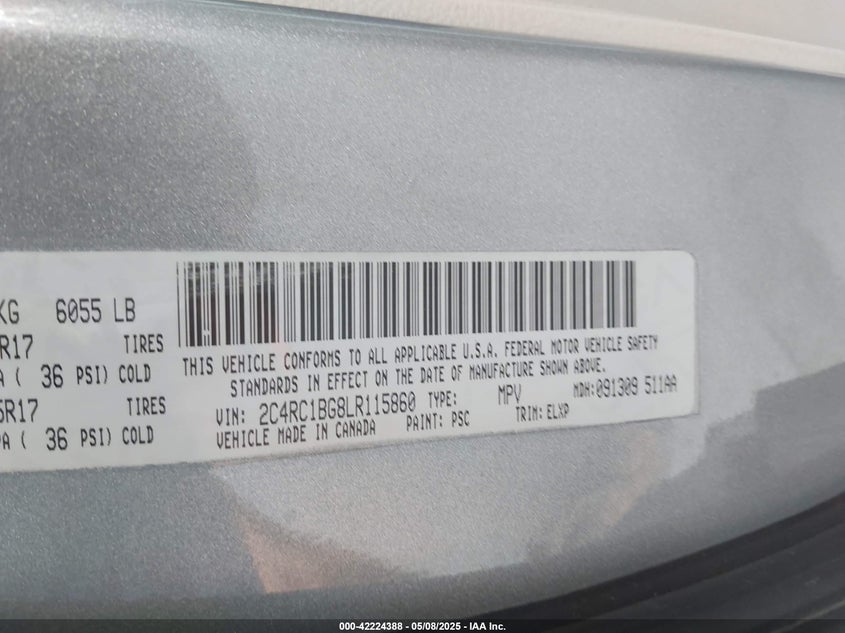 KG 6055 LB
R17 TIRES
A ( 36 PSI) COLD
5R17 TIRES
PA ( 36 PSI) COLD
THIS VEHICLE CONFORMS TO ALL APPLICABLE U.S.A. FEDERAL MOTOR VEHICLE SAFETY
STANDARDS IN EFFECT ON THE DATE OF MANUFACTURE SHOWN ABOVE.
VIN: 2C4RC1BG8LR115860 TYPE: MPV MDH:091309 511AA
VEHICLE MADE IN CANADA PAINT: PSC TRIM: ELXP
000-42224388 - 05/08/2025 - IAA Inc.